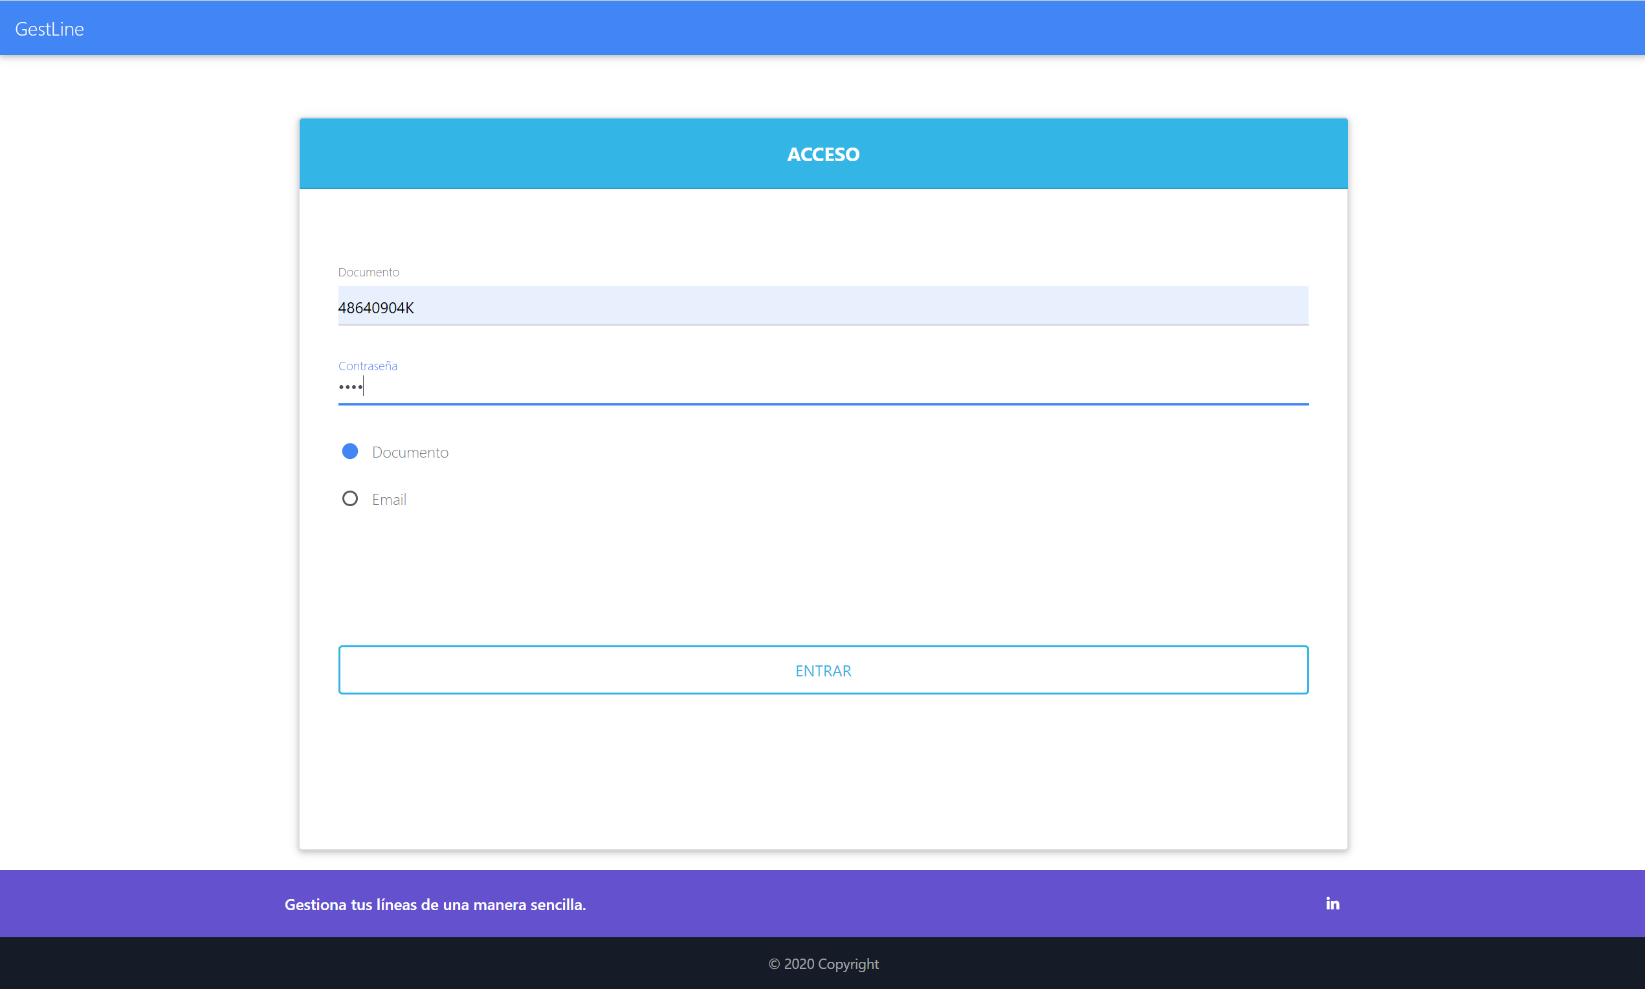 GestLine
ACCESO
Documento
48640904K
Contraseña
••••
Documento
Email
ENTRAR
Gestiona tus líneas de una manera sencilla.
in
© 2020 Copyright